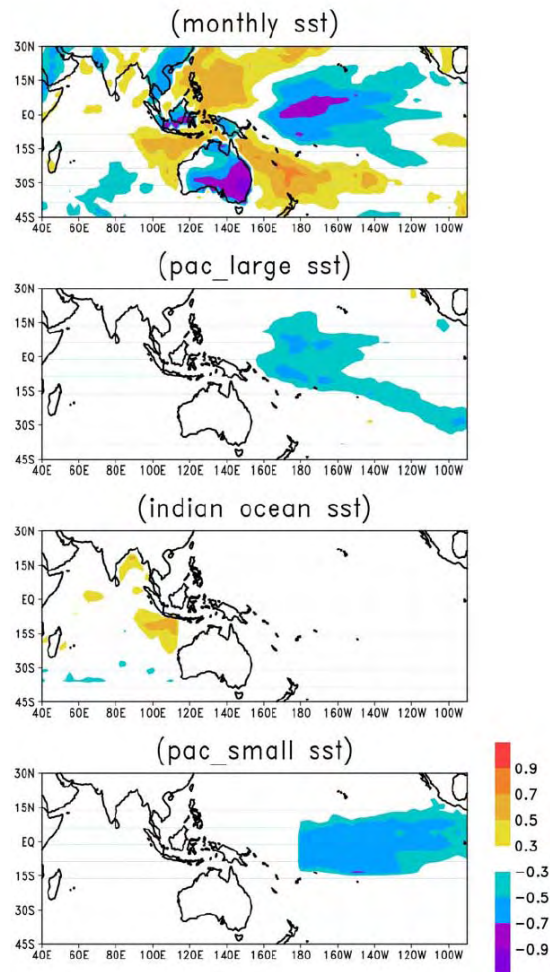 (monthly sst)
30N
15N
EQ
15S
30S
45S
40E 60E 80E 100E 120E 140E 160E 180 160W 140W 120W 100W
(pac_large sst)
30N
15N
EQ
15S
30S
45S
40E 60E 80E 100E 120E 140E 160E 180 160W 140W 120W 100W
(indian ocean sst)
30N
15N
EQ
15S
30S
45S
40E 60E 80E 100E 120E 140E 160E 180 160W 140W 120W 100W
(pac_small sst)
30N
15N
EQ
15S
30S
45S
40E 60E 80E 100E 120E 140E 160E 180 160W 140W 120W 100W
0.9
0.7
0.5
0.3
-0.3
-0.5
-0.7
-0.9